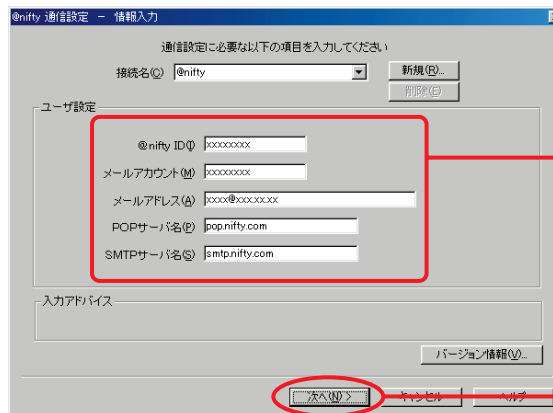 @nifty 通信設定 － 情報入力
通信設定に必要な以下の項目を入力してください
接続名(C) @nifty 新規(R)...
削除(E)
ユーザ設定
@nifty ID(I) xxxxxxxx
メールアカウント(M) xxxxxxxx
メールアドレス(A) xxxx@xxx.xx.xx
POPサーバ名(P) pop.nifty.com
SMTPサーバ名(S) smtp.nifty.com
入力アドバイス
バージョン情報(V)...
次へ(N) > キャンセル ヘルプ